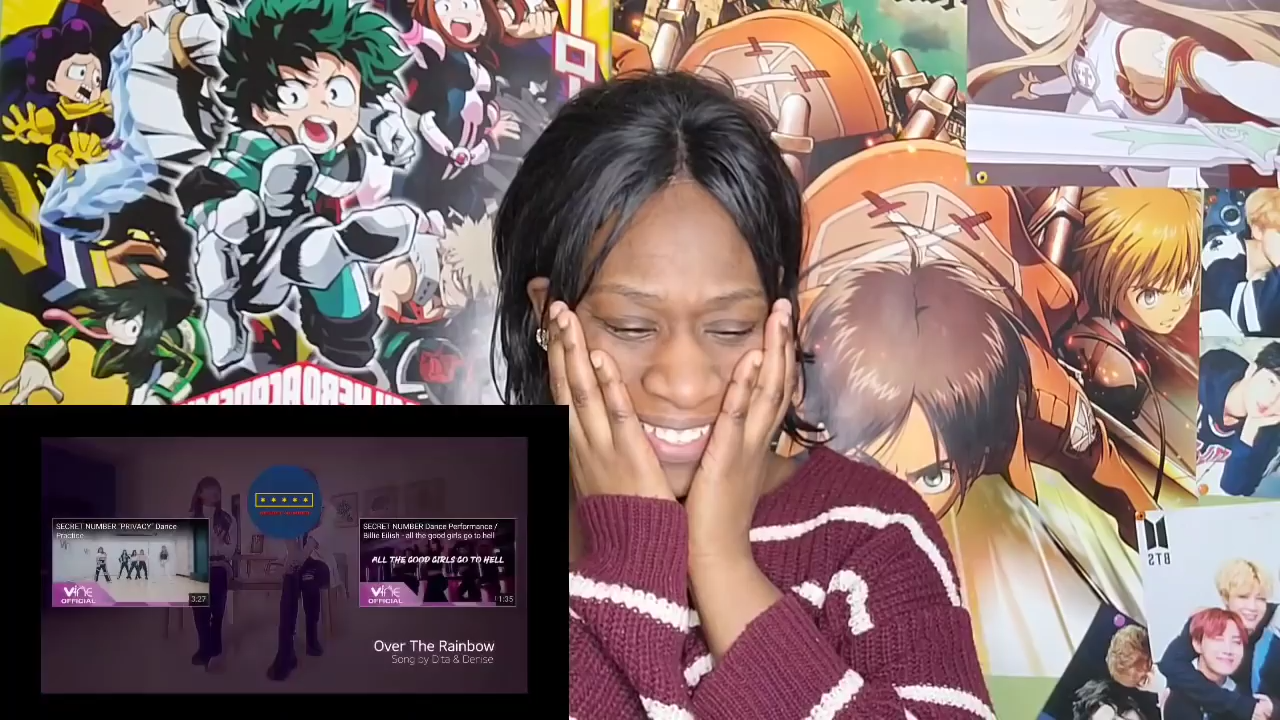 SECRET NUMBER "PRIVACY" Dance
Practice
ViNE
OFFICIAL
3:27
SECRET NUMBER Dance Performance /
Billie Eilish - all the good girls go to hell
ALL THE GOOD GIRLS GO TO HELL
ViNE
OFFICIAL
1:35
Over The Rainbow
Song by Dita & Denise
BTS